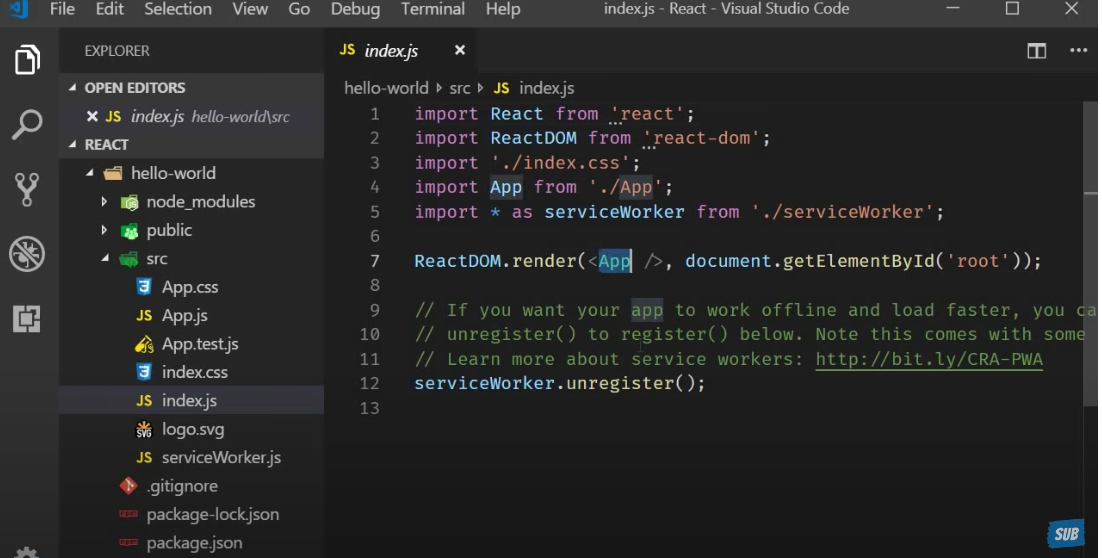 File Edit Selection View Go Debug Terminal Help index.js - React - Visual Studio Code
EXPLORER
OPEN EDITORS
JS index.js hello-world\src
REACT
hello-world
node_modules
public
src
App.css
JS App.js
App.test.js
index.css
JS index.js
SVG logo.svg
JS serviceWorker.js
.gitignore
package-lock.json
package.json
JS index.js
hello-world src JS index.js
1 import React from 'react';
2 import ReactDOM from 'react-dom';
3 import './index.css';
4 import App from './App';
5 import * as serviceWorker from './serviceWorker';
6
7 ReactDOM.render(<App />, document.getElementById('root'));
8
9 // If you want your app to work offline and load faster, you ca
10 // unregister() to register() below. Note this comes with some
11 // Learn more about service workers: http://bit.ly/CRA-PWA
12 serviceWorker.unregister();
13
SUB